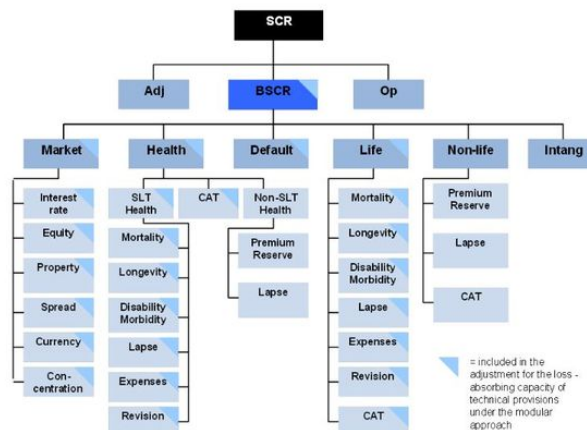 SCR
Adj
BSCR
Op
Market
Health
Default
Life
Non-life
Intang
Interest
rate
Equity
Property
Spread
Currency
Con-
centration
SLT
Health
CAT
Non-SLT
Health
Mortality
Longevity
Disability
Morbidity
Lapse
Expenses
Revision
Premium
Reserve
Lapse
Mortality
Longevity
Disability
Morbidity
Lapse
Expenses
Revision
CAT
Premium
Reserve
Lapse
CAT
= included in the
adjustment for the loss -
absorbing capacity of
technical provisions
under the modular
approach